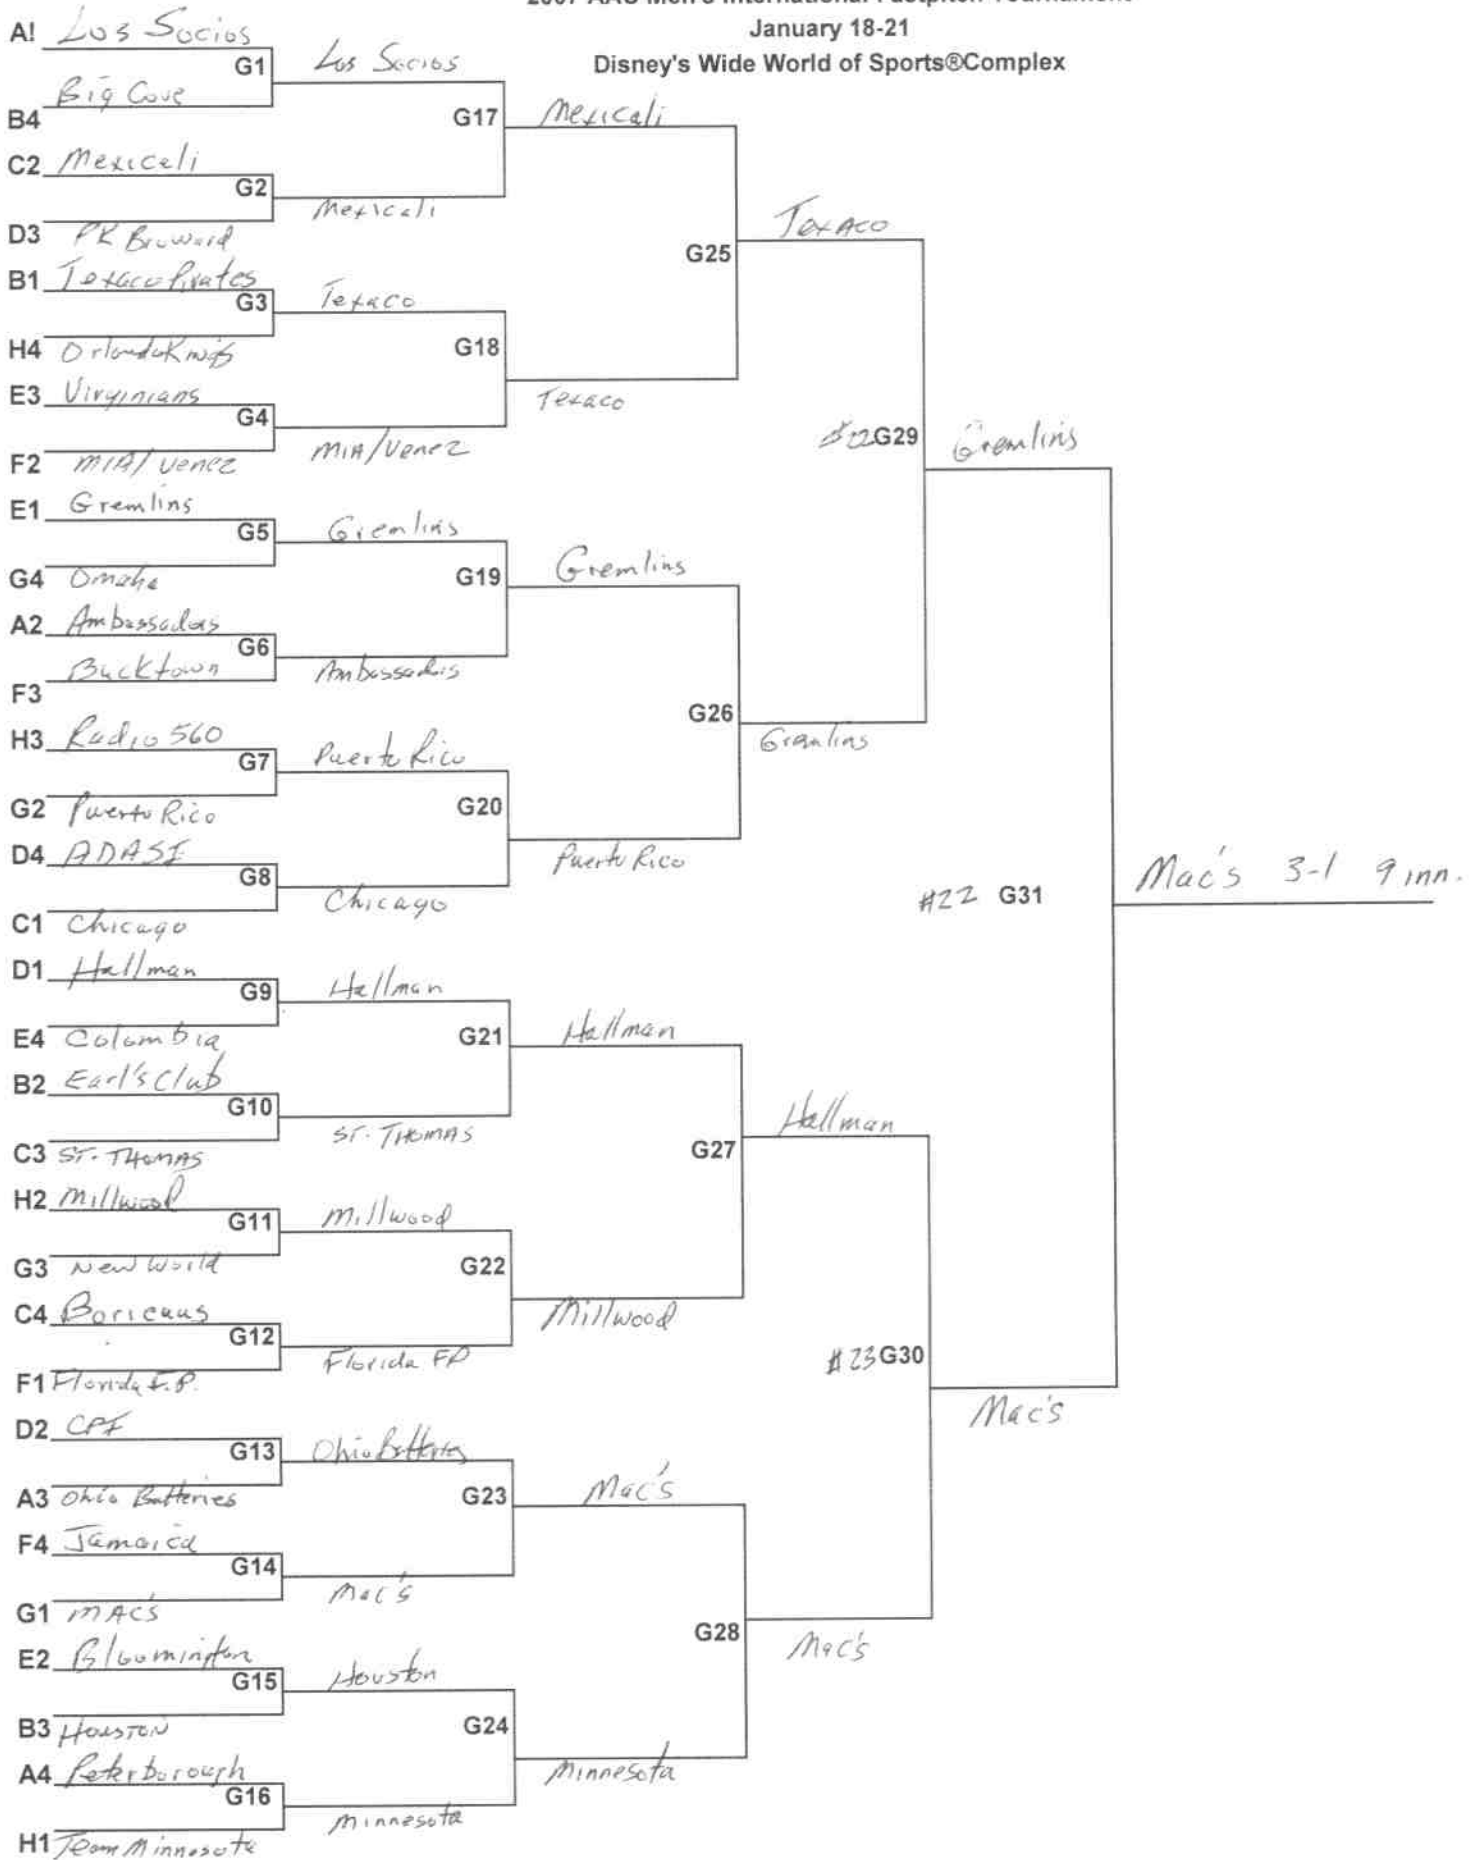 January 18-21
Disney's Wide World of Sports®Complex
A! Los Socios
G1 Los Socios
B4 Big Cove
G17 Mexicali
C2 Mexicali
G2 Mexicali
D3 PR Broward
G25 Texaco
B1 Texaco Pirates
G3 Texaco
H4 Orlando Kings
G18 Texaco
E3 Virginians
G4 MIA/Venez
F2 MIA/Venez
G29 Gremlins
E1 Gremlins
G5 Gremlins
G4 Omaha
G19 Gremlins
A2 Ambassadors
G6 Ambassadors
F3 Bucktown
G26 Gremlins
H3 Radio 560
G7 Puerto Rico
G2 Puerto Rico
G20 Puerto Rico
D4 ADASI
G8 Chicago
C1 Chicago
#22 G31 Mac's 3-1 9 inn.
D1 Hallman
G9 Hallman
E4 Colombia
G21 Hallman
B2 Earl's Club
G10 ST. THOMAS
C3 ST. THOMAS
G27 Hallman
H2 Millwood
G11 Millwood
G3 New World
G22 Millwood
C4 Boricuas
G12 Florida FP
F1 Florida F.P.
#23 G30 Mac's
D2 CPI
G13 Ohio Batteries
A3 Ohio Batteries
G23 Mac's
F4 Jamaica
G14 Mac's
G1 MAC'S
G28 Mac's
E2 Bloomington
G15 Houston
B3 HOUSTON
G24 Minnesota
A4 Peterborough
G16 Minnesota
H1 Team Minnesota